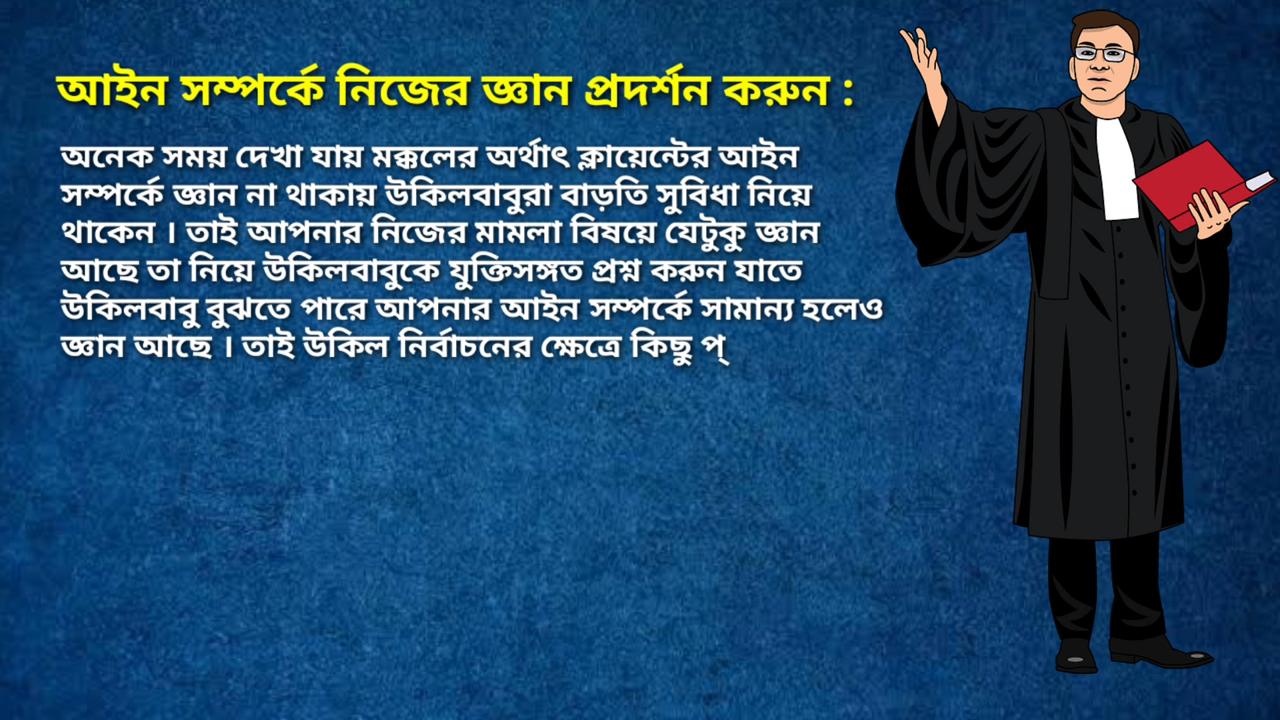 আইন সম্পর্কে নিজের জ্ঞান প্রদর্শন করুন :
অনেক সময় দেখা যায় মক্কলের অর্থাৎ ক্লায়েন্টের আইন
সম্পর্কে জ্ঞান না থাকায় উকিলবাবুরা বাড়তি সুবিধা নিয়ে
থাকেন । তাই আপনার নিজের মামলা বিষয়ে যেটুকু জ্ঞান
আছে তা নিয়ে উকিলবাবুকে যুক্তিসঙ্গত প্রশ্ন করুন যাতে
উকিলবাবু বুঝতে পারে আপনার আইন সম্পর্কে সামান্য হলেও
জ্ঞান আছে । তাই উকিল নির্বাচনের ক্ষেত্রে কিছু প্